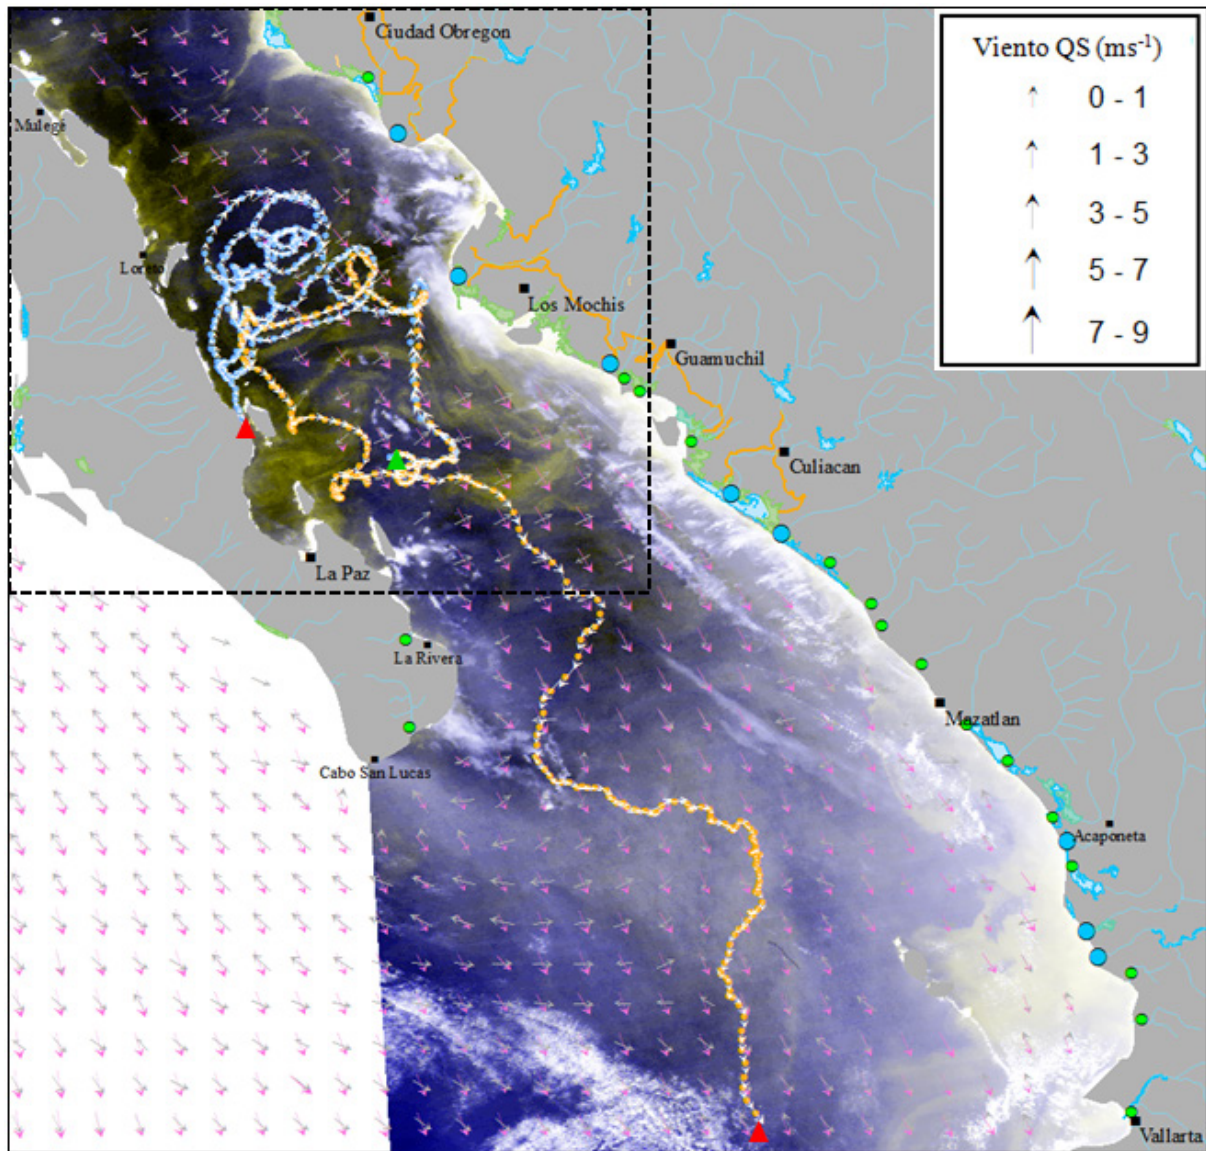 Ciudad Obregon
Viento QS (ms⁻¹)
0 - 1
1 - 3
3 - 5
5 - 7
7 - 9
Mulegé
Loreto
Los Mochis
Guamuchil
Culiacan
La Paz
La Rivera
Mazatlan
Cabo San Lucas
Acaponeta
Vallarta